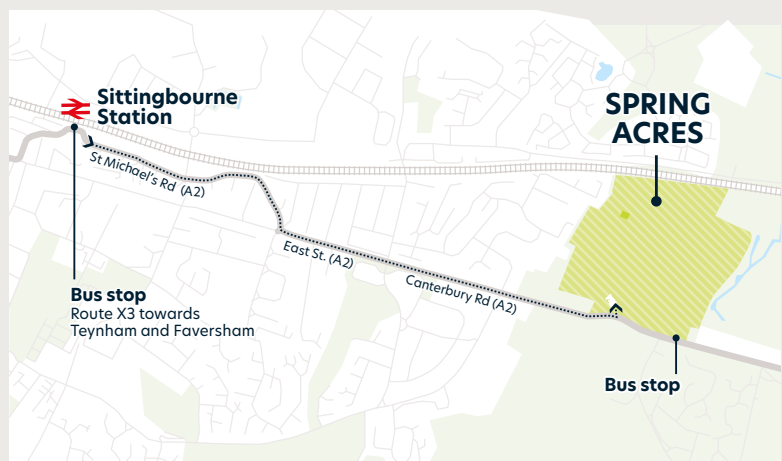 Sittingbourne
Station
SPRING
ACRES
St Michael's Rd (A2)
East St. (A2)
Canterbury Rd (A2)
Bus stop
Route X3 towards
Teynham and Faversham
Bus stop